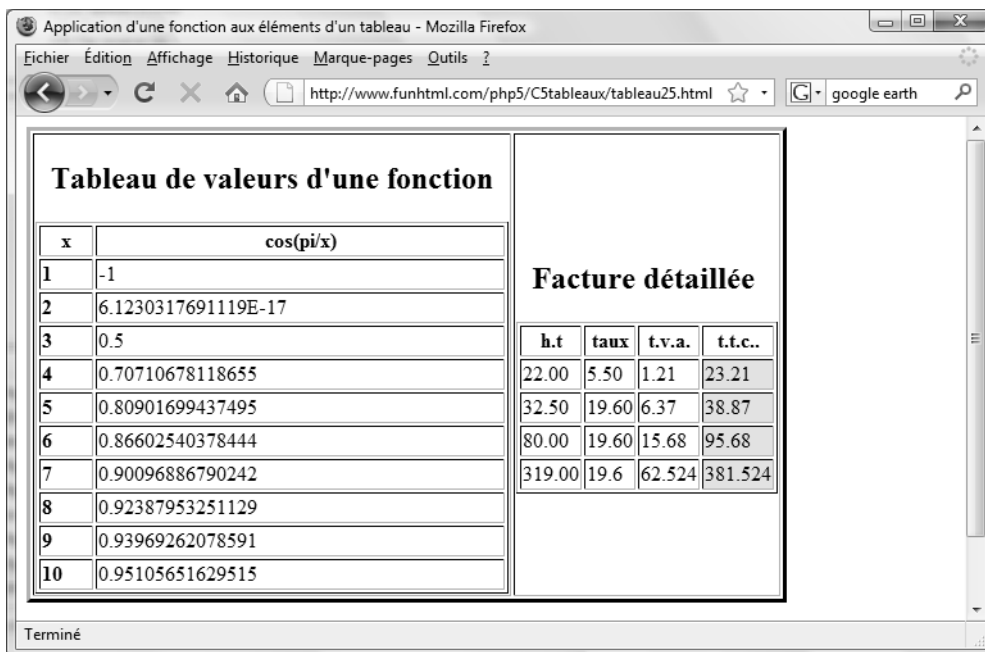 Application d'une fonction aux éléments d'un tableau - Mozilla Firefox
Fichier Édition Affichage Historique Marque-pages Outils ?
http://www.funhtml.com/php5/C5tableaux/tableau25.html
G google earth
Tableau de valeurs d'une fonction
x cos(pi/x)
1 -1
2 6.1230317691119E-17
3 0.5
4 0.70710678118655
5 0.80901699437495
6 0.86602540378444
7 0.90096886790242
8 0.92387953251129
9 0.93969262078591
10 0.95105651629515
Facture détaillée
h.t taux t.v.a. t.t.c..
22.00 5.50 1.21 23.21
32.50 19.60 6.37 38.87
80.00 19.60 15.68 95.68
319.00 19.6 62.524 381.524
Terminé